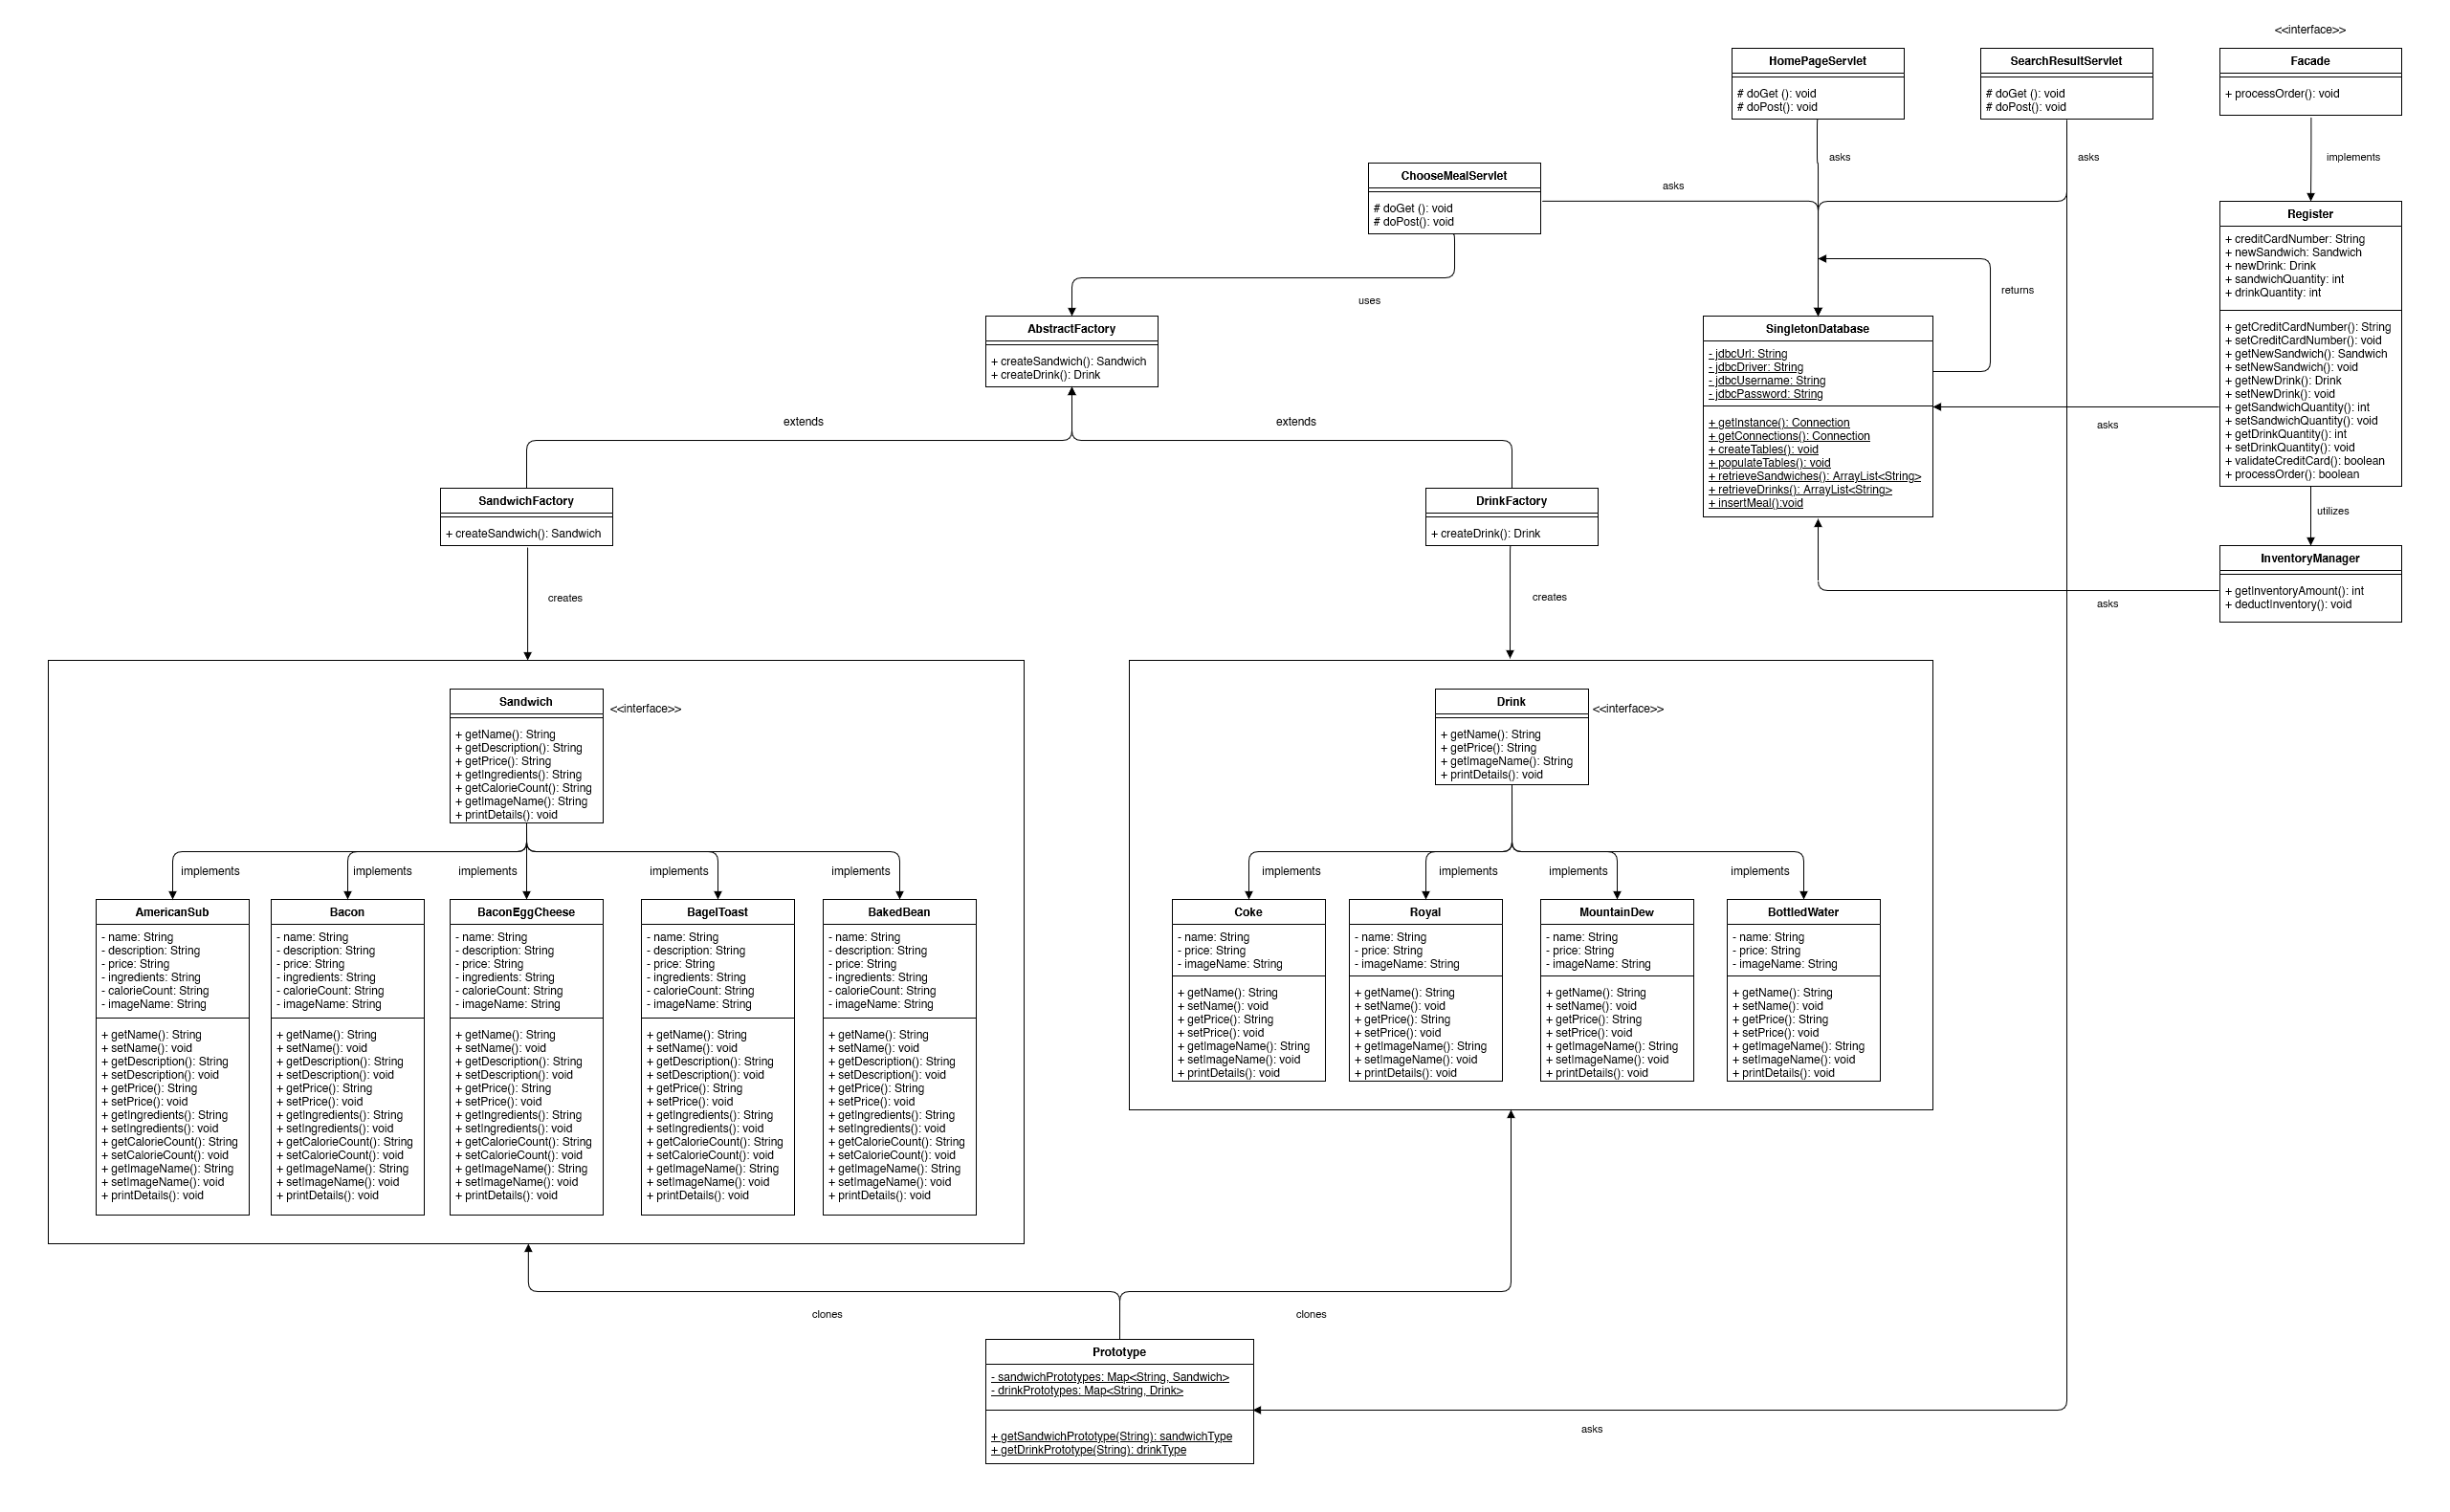 <<interface>>
HomePageServlet
# doGet (): void
# doPost(): void
SearchResultServlet
# doGet (): void
# doPost(): void
Facade
+ processOrder(): void
asks
asks
implements
ChooseMealServlet
# doGet (): void
# doPost(): void
asks
uses
returns
Register
+ creditCardNumber: String
+ newSandwich: Sandwich
+ newDrink: Drink
+ sandwichQuantity: int
+ drinkQuantity: int
+ getCreditCardNumber(): String
+ setCreditCardNumber(): void
+ getNewSandwich(): Sandwich
+ setNewSandwich(): void
+ getNewDrink(): Drink
+ setNewDrink(): void
+ getSandwichQuantity(): int
+ setSandwichQuantity(): void
+ getDrinkQuantity(): int
+ setDrinkQuantity(): void
+ validateCreditCard(): boolean
+ processOrder(): boolean
AbstractFactory
+ createSandwich(): Sandwich
+ createDrink(): Drink
SingletonDatabase
- jdbcUrl: String
- jdbcDriver: String
- jdbcUsername: String
- jdbcPassword: String
+ getInstance(): Connection
+ getConnections(): Connection
+ createTables(): void
+ populateTables(): void
+ retrieveSandwiches(): ArrayList<String>
+ retrieveDrinks(): ArrayList<String>
+ insertMeal():void
extends
extends
asks
utilizes
SandwichFactory
+ createSandwich(): Sandwich
DrinkFactory
+ createDrink(): Drink
InventoryManager
+ getInventoryAmount(): int
+ deductInventory(): void
creates
creates
asks
Sandwich
<<interface>>
+ getName(): String
+ getDescription(): String
+ getPrice(): String
+ getIngredients(): String
+ getCalorieCount(): String
+ getImageName(): String
+ printDetails(): void
Drink
<<interface>>
+ getName(): String
+ getPrice(): String
+ getImageName(): String
+ printDetails(): void
implements
implements
implements
implements
implements
implements
implements
implements
implements
AmericanSub
- name: String
- description: String
- price: String
- ingredients: String
- calorieCount: String
- imageName: String
+ getName(): String
+ setName(): void
+ getDescription(): String
+ setDescription(): void
+ getPrice(): String
+ setPrice(): void
+ getIngredients(): String
+ setIngredients(): void
+ getCalorieCount(): String
+ setCalorieCount(): void
+ getImageName(): String
+ setImageName(): void
+ printDetails(): void
Bacon
- name: String
- description: String
- price: String
- ingredients: String
- calorieCount: String
- imageName: String
+ getName(): String
+ setName(): void
+ getDescription(): String
+ setDescription(): void
+ getPrice(): String
+ setPrice(): void
+ getIngredients(): String
+ setIngredients(): void
+ getCalorieCount(): String
+ setCalorieCount(): void
+ getImageName(): String
+ setImageName(): void
+ printDetails(): void
BaconEggCheese
- name: String
- description: String
- price: String
- ingredients: String
- calorieCount: String
- imageName: String
+ getName(): String
+ setName(): void
+ getDescription(): String
+ setDescription(): void
+ getPrice(): String
+ setPrice(): void
+ getIngredients(): String
+ setIngredients(): void
+ getCalorieCount(): String
+ setCalorieCount(): void
+ getImageName(): String
+ setImageName(): void
+ printDetails(): void
BagelToast
- name: String
- description: String
- price: String
- ingredients: String
- calorieCount: String
- imageName: String
+ getName(): String
+ setName(): void
+ getDescription(): String
+ setDescription(): void
+ getPrice(): String
+ setPrice(): void
+ getIngredients(): String
+ setIngredients(): void
+ getCalorieCount(): String
+ setCalorieCount(): void
+ getImageName(): String
+ setImageName(): void
+ printDetails(): void
BakedBean
- name: String
- description: String
- price: String
- ingredients: String
- calorieCount: String
- imageName: String
+ getName(): String
+ setName(): void
+ getDescription(): String
+ setDescription(): void
+ getPrice(): String
+ setPrice(): void
+ getIngredients(): String
+ setIngredients(): void
+ getCalorieCount(): String
+ setCalorieCount(): void
+ getImageName(): String
+ setImageName(): void
+ printDetails(): void
Coke
- name: String
- price: String
- imageName: String
+ getName(): String
+ setName(): void
+ getPrice(): String
+ setPrice(): void
+ getImageName(): String
+ setImageName(): void
+ printDetails(): void
Royal
- name: String
- price: String
- imageName: String
+ getName(): String
+ setName(): void
+ getPrice(): String
+ setPrice(): void
+ getImageName(): String
+ setImageName(): void
+ printDetails(): void
MountainDew
- name: String
- price: String
- imageName: String
+ getName(): String
+ setName(): void
+ getPrice(): String
+ setPrice(): void
+ getImageName(): String
+ setImageName(): void
+ printDetails(): void
BottledWater
- name: String
- price: String
- imageName: String
+ getName(): String
+ setName(): void
+ getPrice(): String
+ setPrice(): void
+ getImageName(): String
+ setImageName(): void
+ printDetails(): void
clones
clones
Prototype
- sandwichPrototypes: Map<String, Sandwich>
- drinkPrototypes: Map<String, Drink>
+ getSandwichPrototype(String): sandwichType
+ getDrinkPrototype(String): drinkType
asks